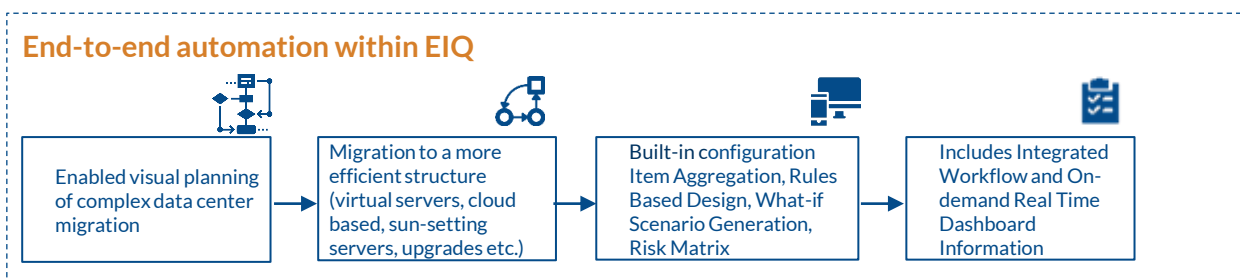 End-to-end automation within EIQ
Enabled visual planning
of complex data center
migration
Migration to a more
efficient structure
(virtual servers, cloud
based, sun-setting
servers, upgrades etc.)
Built-in configuration
Item Aggregation, Rules
Based Design, What-if
Scenario Generation,
Risk Matrix
Includes Integrated
Workflow and On-
demand Real Time
Dashboard
Information